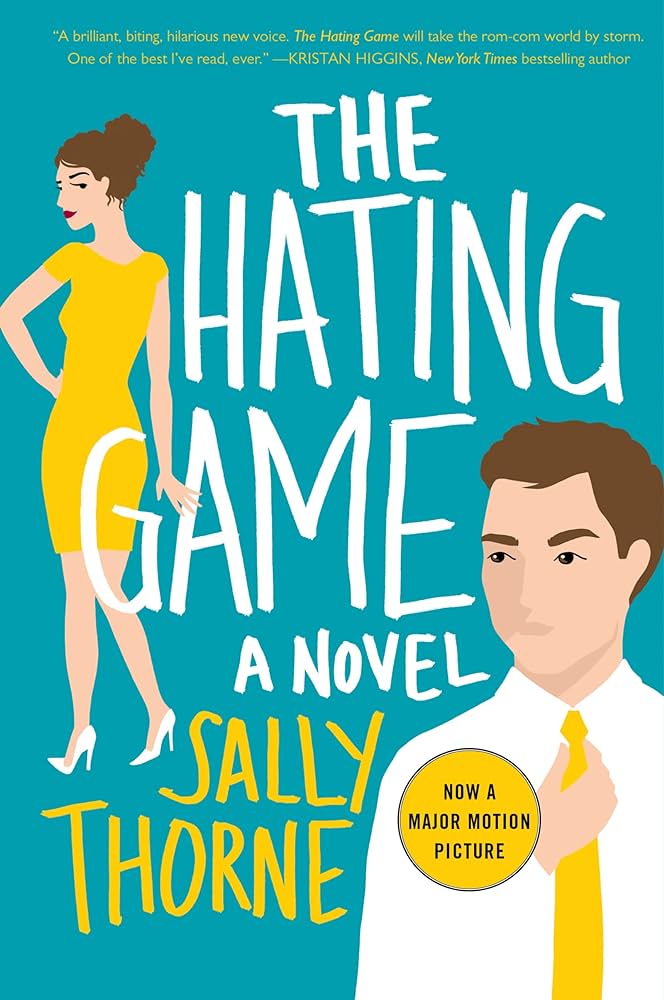 “A brilliant, biting, hilarious new voice. The Hating Game will take the rom-com world by storm.
One of the best I’ve read, ever.” —KRISTAN HIGGINS, New York Times bestselling author
THE
HATING
GAME
A NOVEL
SALLY
THORNE
NOW A
MAJOR MOTION
PICTURE